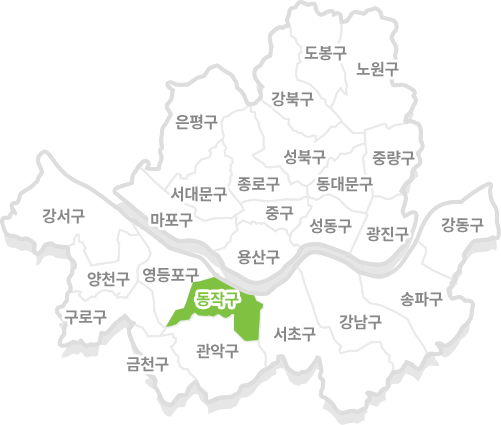 도봉구
노원구
강북구
은평구
성북구
중량구
서대문구
종로구
동대문구
강서구
마포구
중구
성동구
광진구
강동구
용산구
양천구
영등포구
동작구
송파구
구로구
강남구
서초구
관악구
금천구